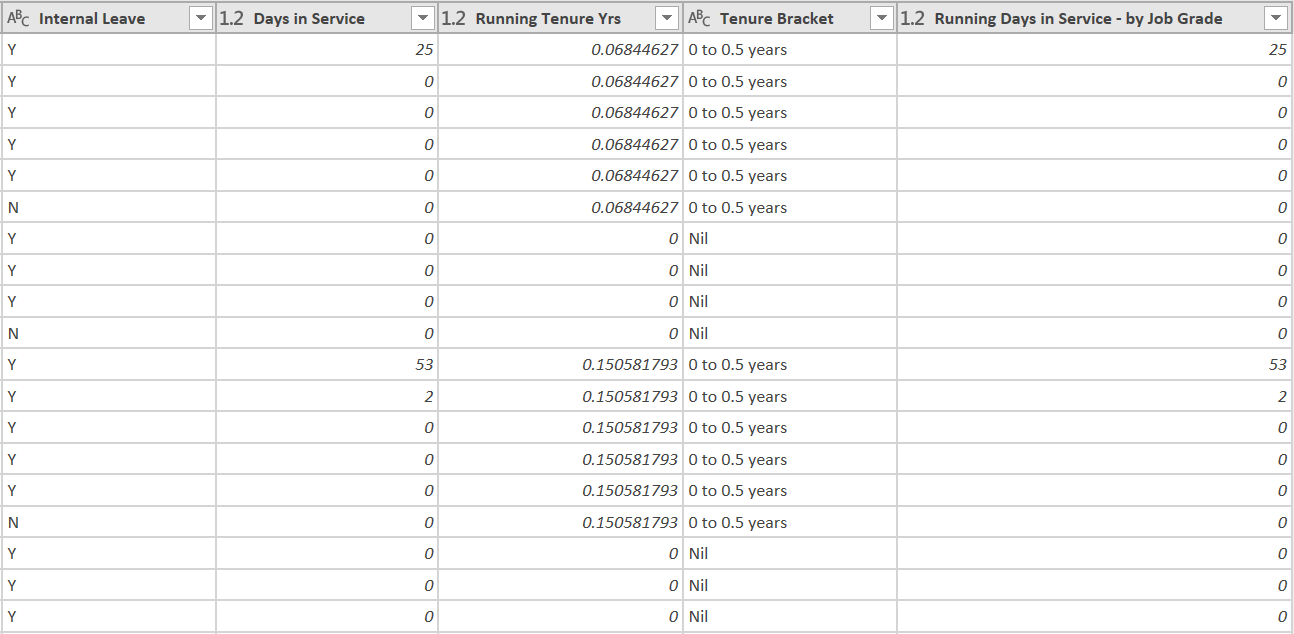 ABC Internal Leave 1.2 Days in Service 1.2 Running Tenure Yrs ABC Tenure Bracket 1.2 Running Days in Service - by Job Grade
Y 25 0.06844627 0 to 0.5 years 25
Y 0 0.06844627 0 to 0.5 years 0
Y 0 0.06844627 0 to 0.5 years 0
Y 0 0.06844627 0 to 0.5 years 0
Y 0 0.06844627 0 to 0.5 years 0
N 0 0.06844627 0 to 0.5 years 0
Y 0 0 Nil 0
Y 0 0 Nil 0
Y 0 0 Nil 0
N 0 0 Nil 0
Y 53 0.150581793 0 to 0.5 years 53
Y 2 0.150581793 0 to 0.5 years 2
Y 0 0.150581793 0 to 0.5 years 0
Y 0 0.150581793 0 to 0.5 years 0
Y 0 0.150581793 0 to 0.5 years 0
N 0 0.150581793 0 to 0.5 years 0
Y 0 0 Nil 0
Y 0 0 Nil 0
Y 0 0 Nil 0